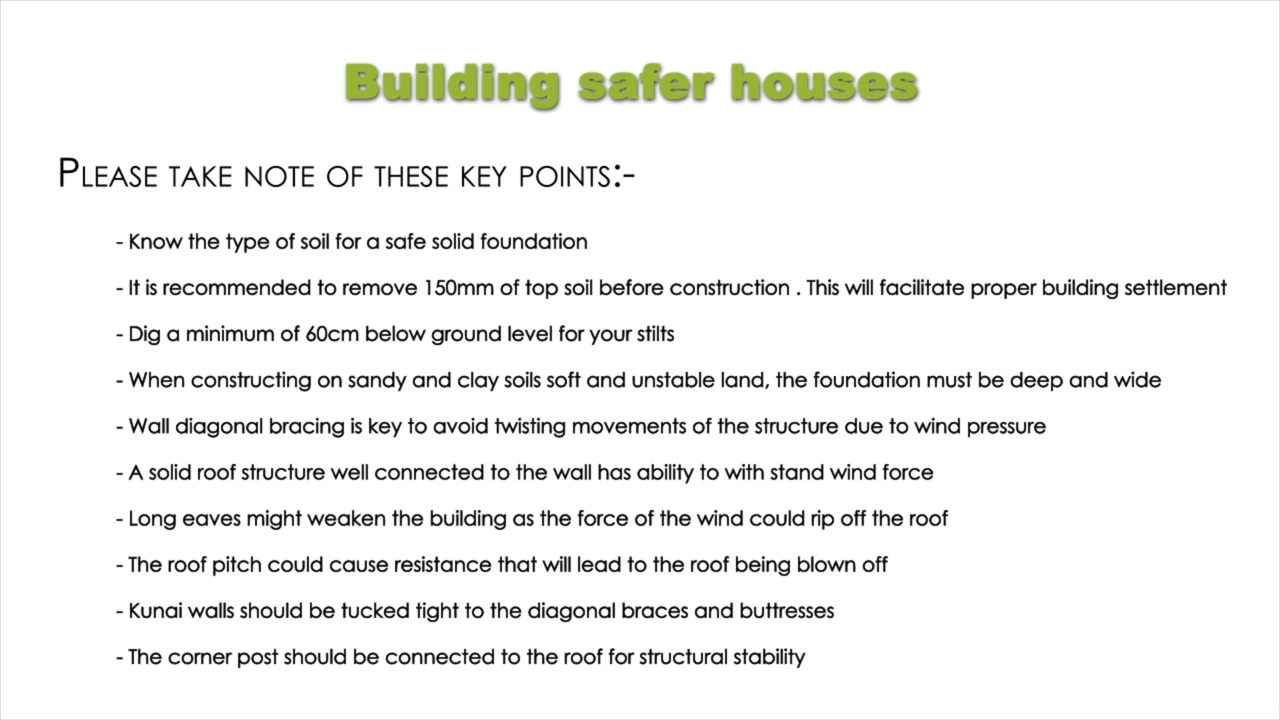 Building safer houses
Please take note of these key points:-
- Know the type of soil for a safe solid foundation
- It is recommended to remove 150mm of top soil before construction . This will facilitate proper building settlement
- Dig a minimum of 60cm below ground level for your stilts
- When constructing on sandy and clay soils soft and unstable land, the foundation must be deep and wide
- Wall diagonal bracing is key to avoid twisting movements of the structure due to wind pressure
- A solid roof structure well connected to the wall has ability to with stand wind force
- Long eaves might weaken the building as the force of the wind could rip off the roof
- The roof pitch could cause resistance that will lead to the roof being blown off
- Kunai walls should be tucked tight to the diagonal braces and buttresses
- The corner post should be connected to the roof for structural stability